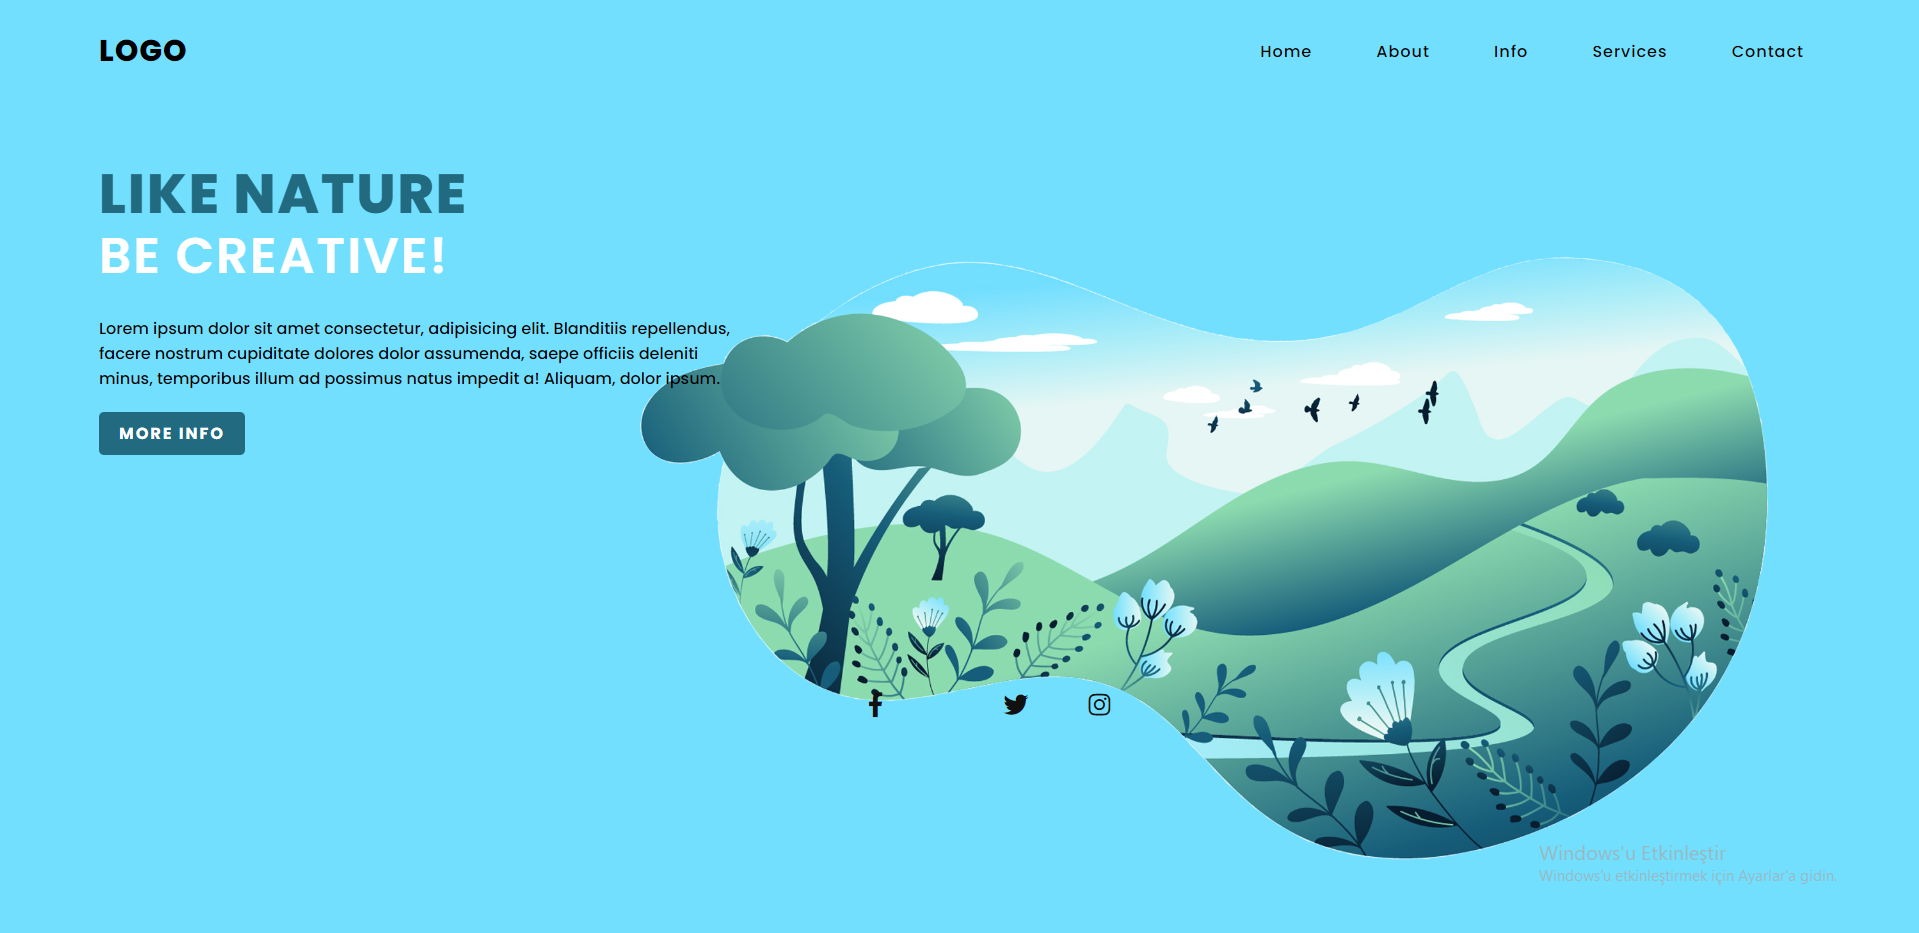 LOGO
Home About Info Services Contact
LIKE NATURE
BE CREATIVE!
Lorem ipsum dolor sit amet consectetur, adipisicing elit. Blanditiis repellendus,
facere nostrum cupiditate dolores dolor assumenda, saepe officiis deleniti
minus, temporibus illum ad possimus natus impedit a! Aliquam, dolor ipsum.
MORE INFO
Windows'u Etkinleştir
Windows'u etkinleştirmek için Ayarlar'a gidin.